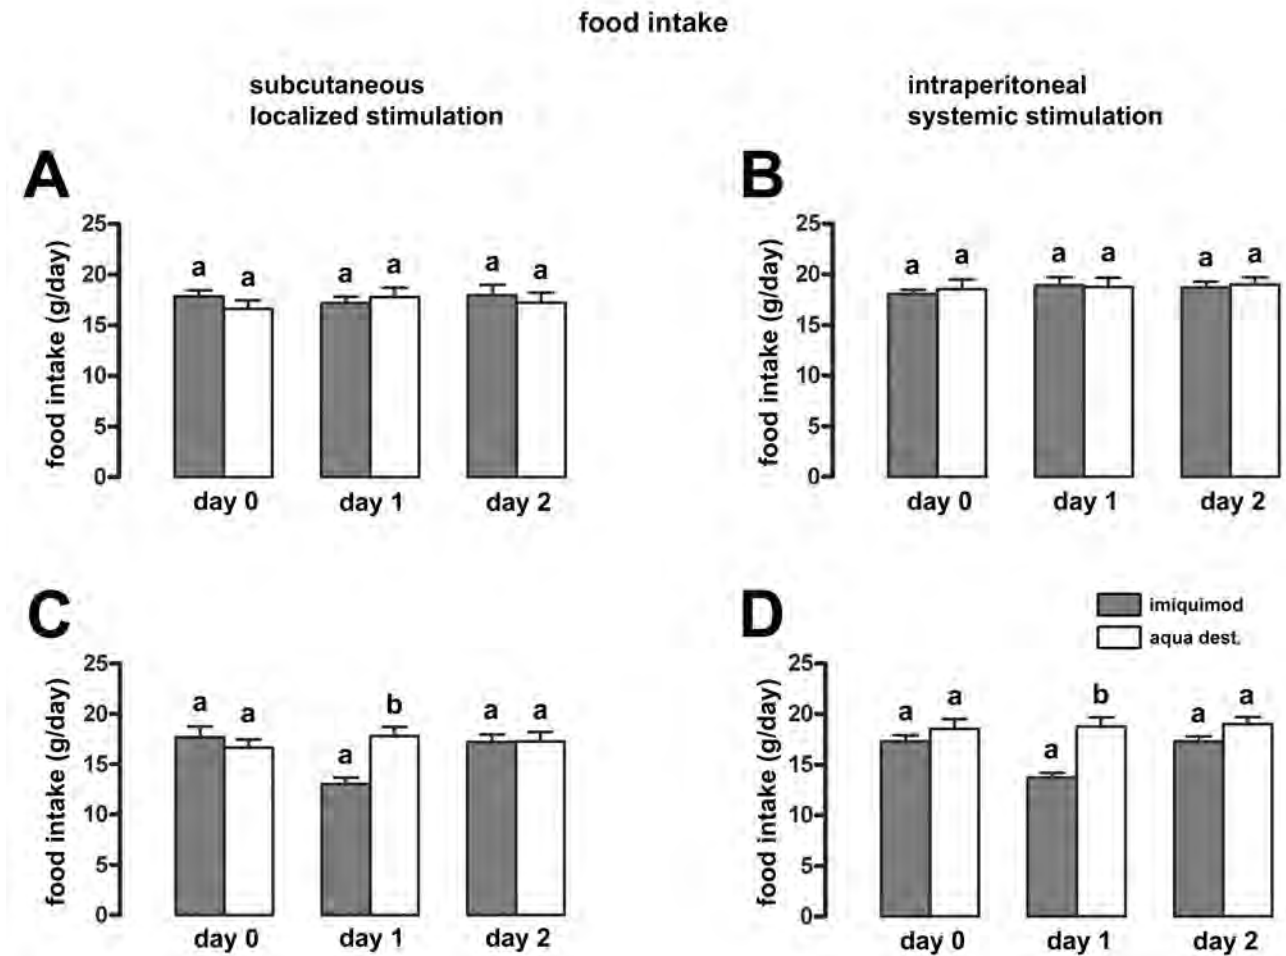 food intake
subcutaneous
localized stimulation
intraperitoneal
systemic stimulation
A
food intake (g/day)
25
20
15
10
5
0
a a a a a a
day 0 day 1 day 2
B
food intake (g/day)
25
20
15
10
5
0
a a a a a a
day 0 day 1 day 2
C
food intake (g/day)
25
20
15
10
5
0
a a a b a a
day 0 day 1 day 2
D
imiquimod
aqua dest.
food intake (g/day)
25
20
15
10
5
0
a a a b a a
day 0 day 1 day 2